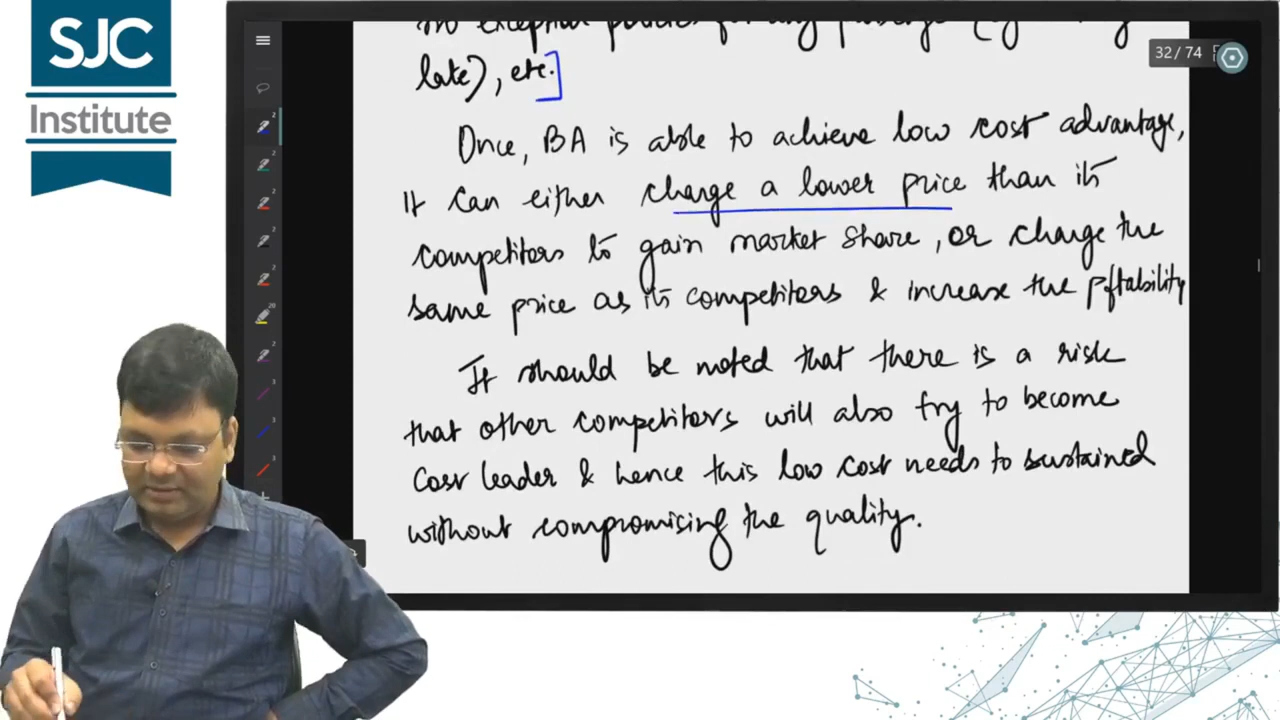 SJC
Institute
32 / 74
late), etc.]
Once, BA is able to achieve low cost advantage,
It can either charge a lower price than its
competitors to gain market share, or charge the
same price as its competitors & increase the pftability
It should be noted that there is a risk
that other competitors will also try to become
Cost leader & hence this low cost needs to sustained
without compromising the quality.